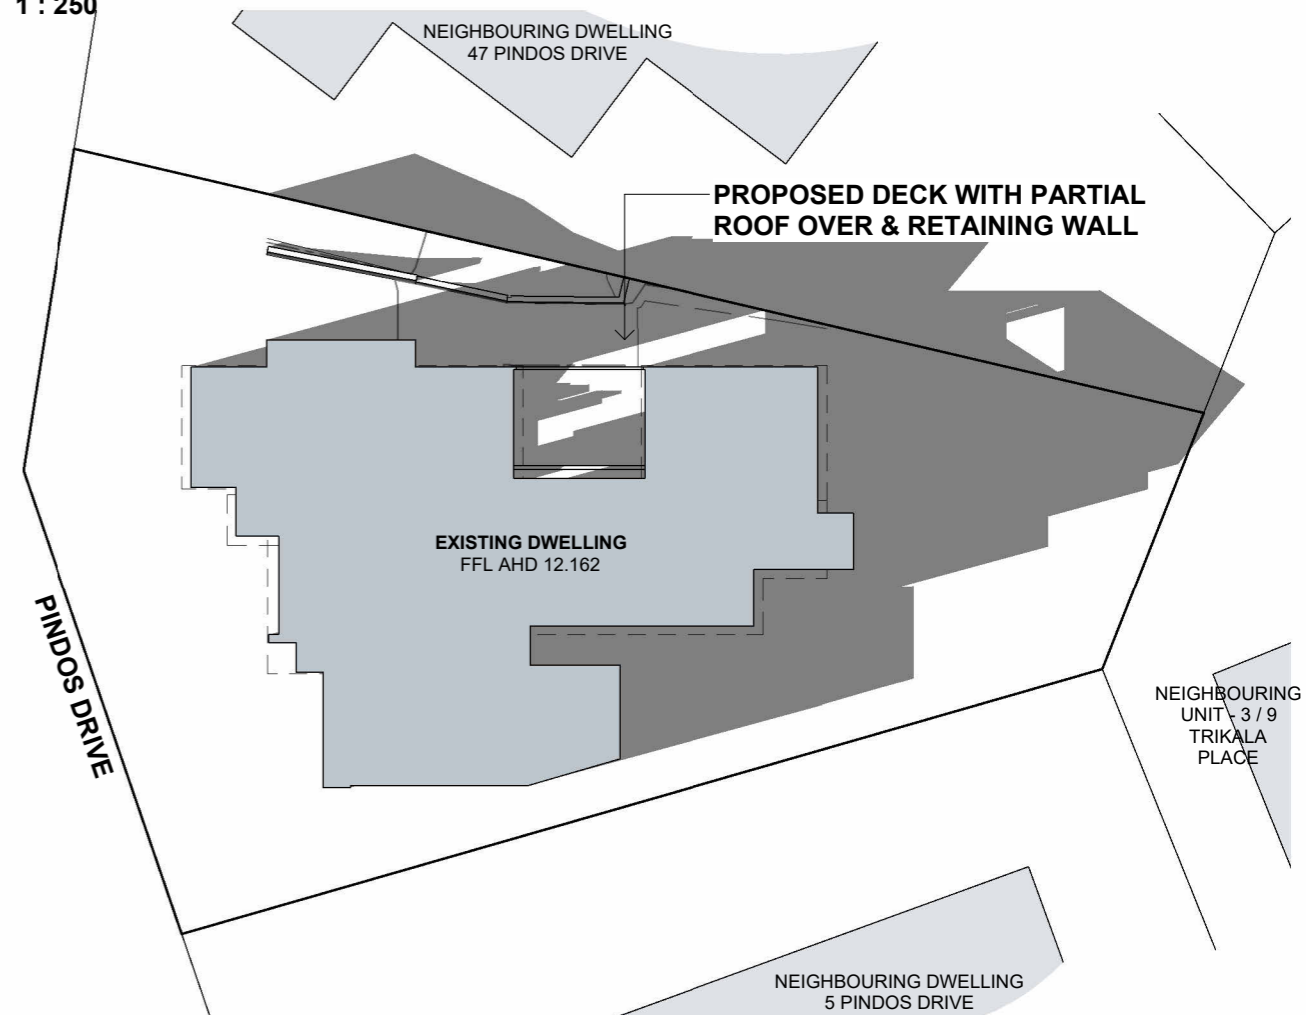 1 : 250
NEIGHBOURING DWELLING
47 PINDOS DRIVE
PROPOSED DECK WITH PARTIAL
ROOF OVER & RETAINING WALL
EXISTING DWELLING
FFL AHD 12.162
PINDOS DRIVE
NEIGHBOURING
UNIT - 3 / 9
TRIKALA
PLACE
NEIGHBOURING DWELLING
5 PINDOS DRIVE